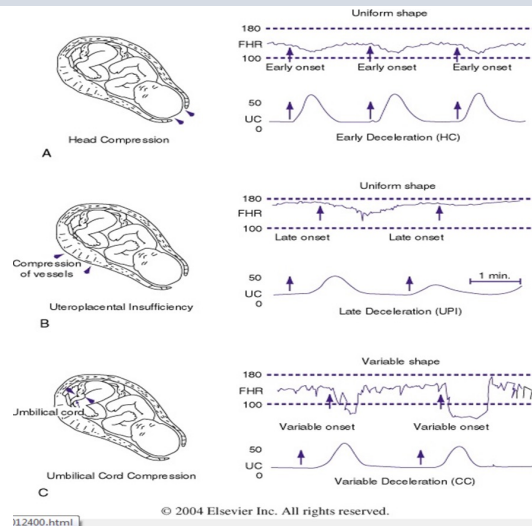 Uniform shape
180
FHR
100
Early onset
Early onset
Early onset
50
UC
0
Head Compression
Early Deceleration (HC)
A
Uniform shape
180
FHR
100
Late onset
Late onset
Compression
of vessels
50
UC
0
1 min.
Uteroplacental Insufficiency
Late Deceleration (UPI)
B
Variable shape
180
FHR
100
Umbilical cord
Variable onset
Variable onset
50
UC
0
Umbilical Cord Compression
Variable Deceleration (CC)
C
© 2004 Elsevier Inc. All rights reserved.
012400.html